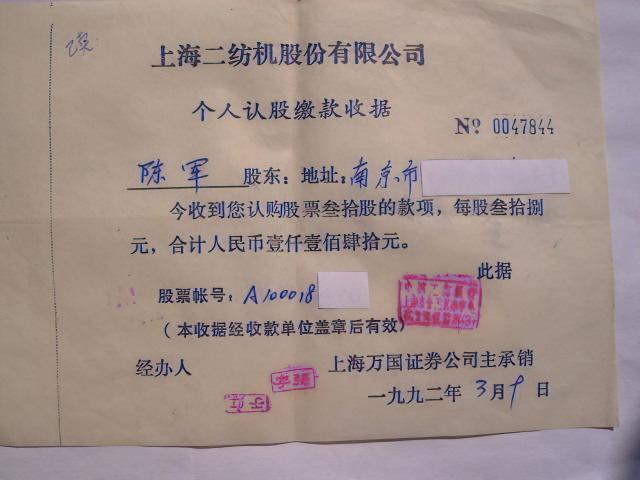 上海二纺机股份有限公司
个人认股缴款收据
Nº 0047844
陈军 股东：地址：南京市
今收到您认购股票叁拾股的款项，每股叁拾捌
元，合计人民币壹仟壹佰肆拾元。
此据
股票帐号：A100018
（本收据经收款单位盖章后有效）
经办人 上海万国证券公司主承销
一九九二年 3月9日